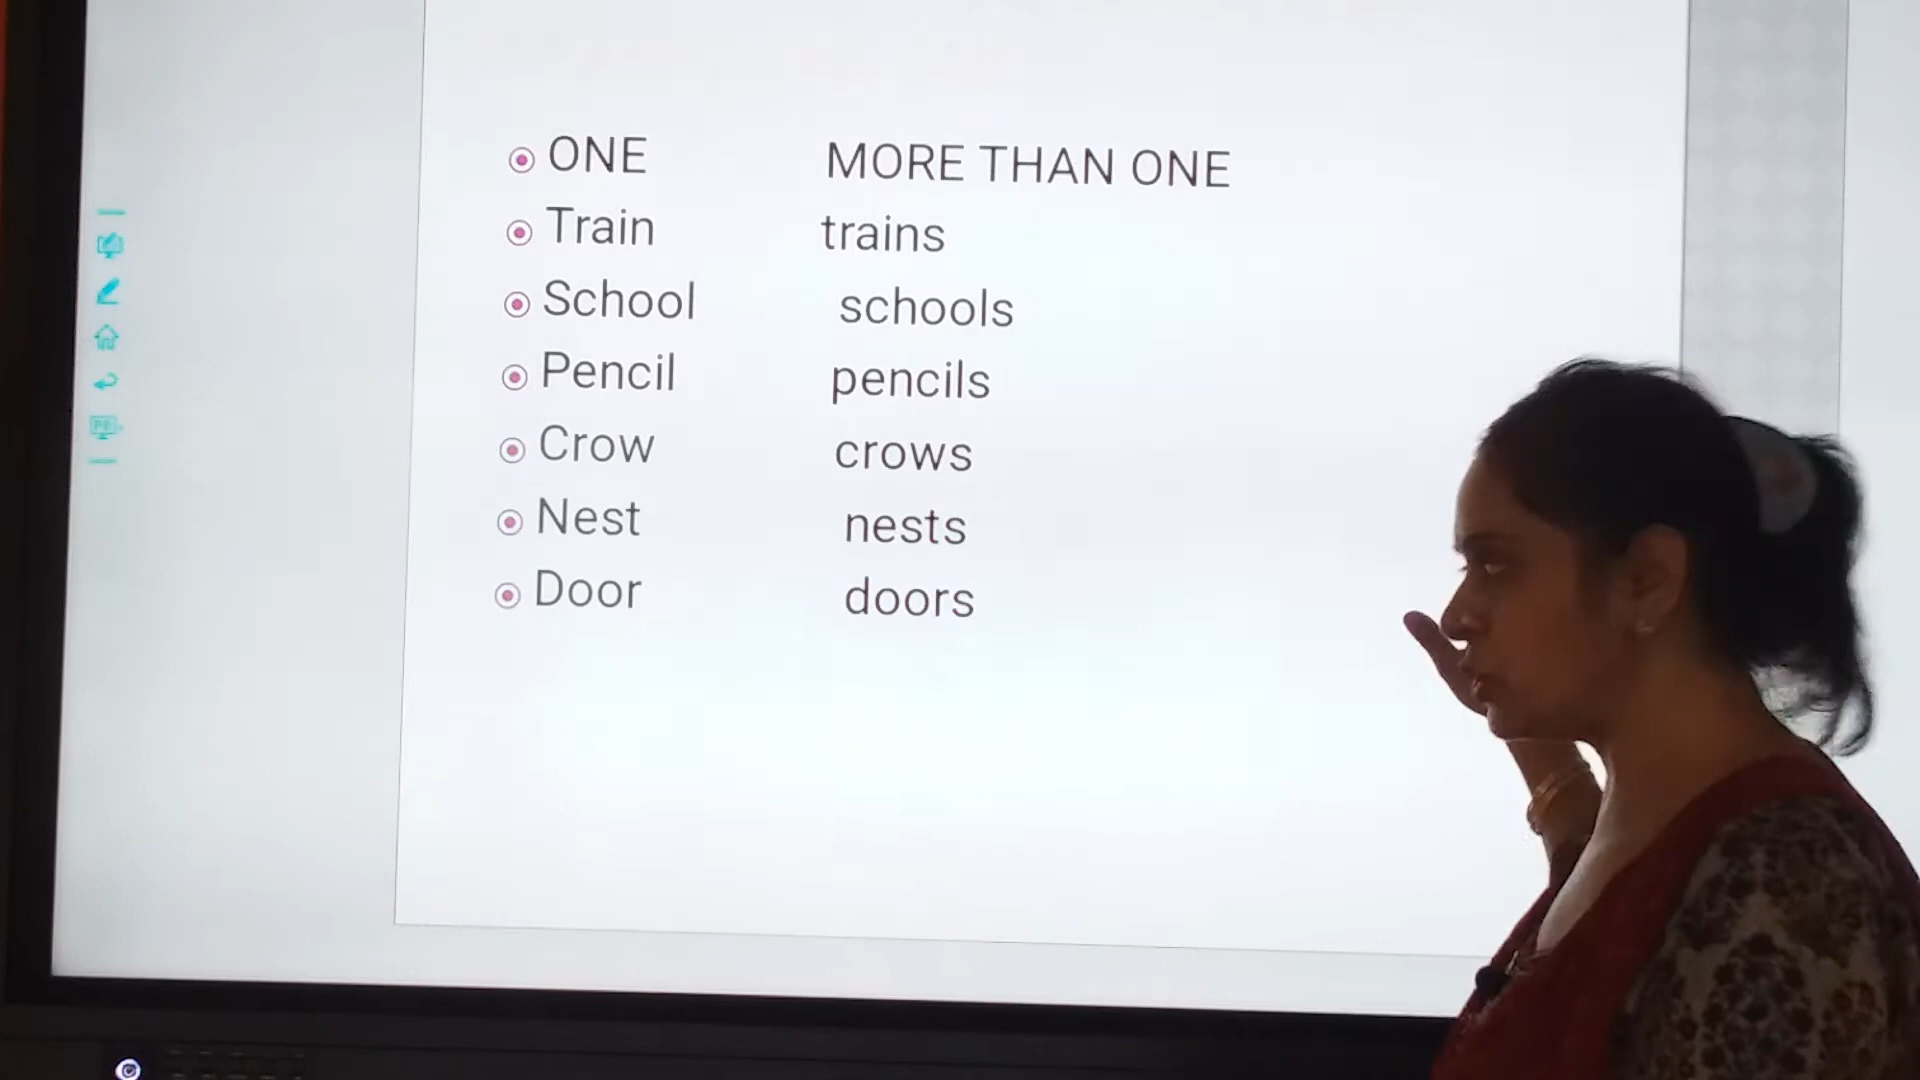 ONE MORE THAN ONE
Train trains
School schools
Pencil pencils
Crow crows
Nest nests
Door doors